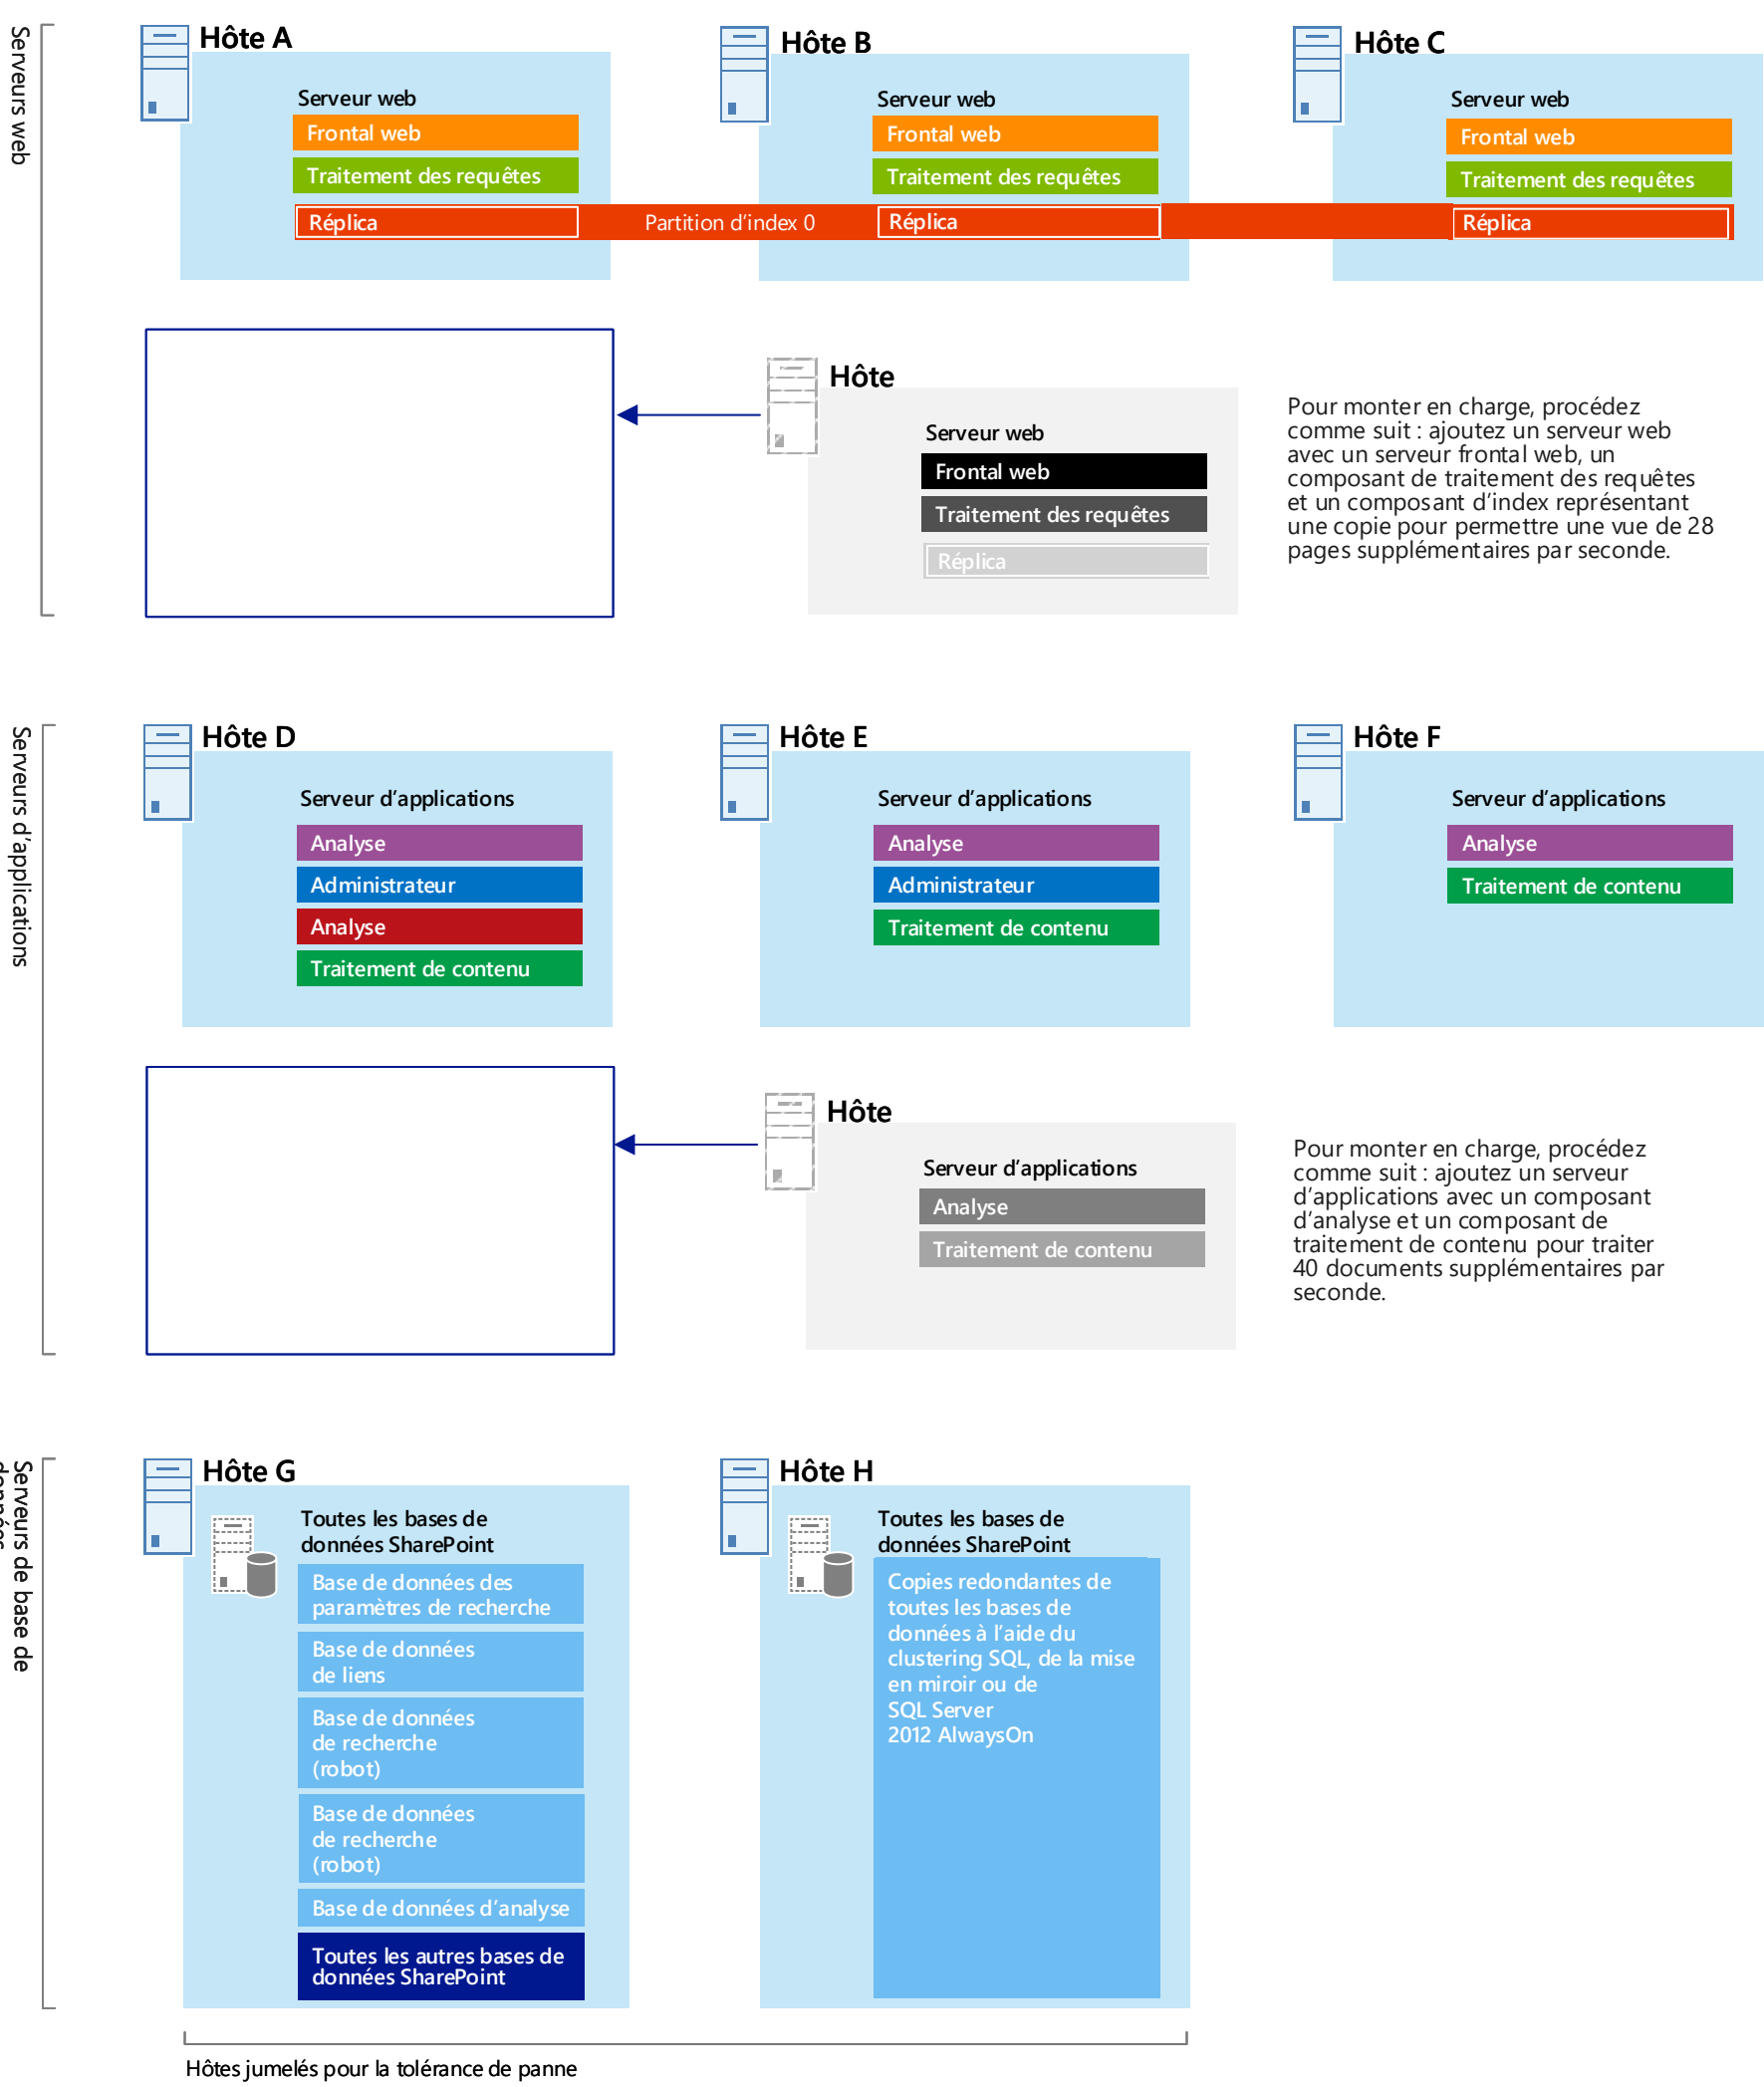 Serveurs web
Hôte A
Serveur web
Frontal web
Traitement des requêtes
Réplica
Partition d’index 0
Hôte B
Serveur web
Frontal web
Traitement des requêtes
Réplica
Hôte C
Serveur web
Frontal web
Traitement des requêtes
Réplica
Hôte
Serveur web
Frontal web
Traitement des requêtes
Réplica
Pour monter en charge, procédez
comme suit : ajoutez un serveur web
avec un serveur frontal web, un
composant de traitement des requêtes
et un composant d’index représentant
une copie pour permettre une vue de 28
pages supplémentaires par seconde.
Serveurs d’applications
Hôte D
Serveur d’applications
Analyse
Administrateur
Analyse
Traitement de contenu
Hôte E
Serveur d’applications
Analyse
Administrateur
Traitement de contenu
Hôte F
Serveur d’applications
Analyse
Traitement de contenu
Hôte
Serveur d’applications
Analyse
Traitement de contenu
Pour monter en charge, procédez
comme suit : ajoutez un serveur
d’applications avec un composant
d’analyse et un composant de
traitement de contenu pour traiter
40 documents supplémentaires par
seconde.
Serveurs de base de
données
Hôte G
Toutes les bases de
données SharePoint
Base de données des
paramètres de recherche
Base de données
de liens
Base de données
de recherche
(robot)
Base de données
de recherche
(robot)
Base de données d’analyse
Toutes les autres bases de
données SharePoint
Hôte H
Toutes les bases de
données SharePoint
Copies redondantes de
toutes les bases de
données à l’aide du
clustering SQL, de la mise
en miroir ou de
SQL Server
2012 AlwaysOn
Hôtes jumelés pour la tolérance de panne